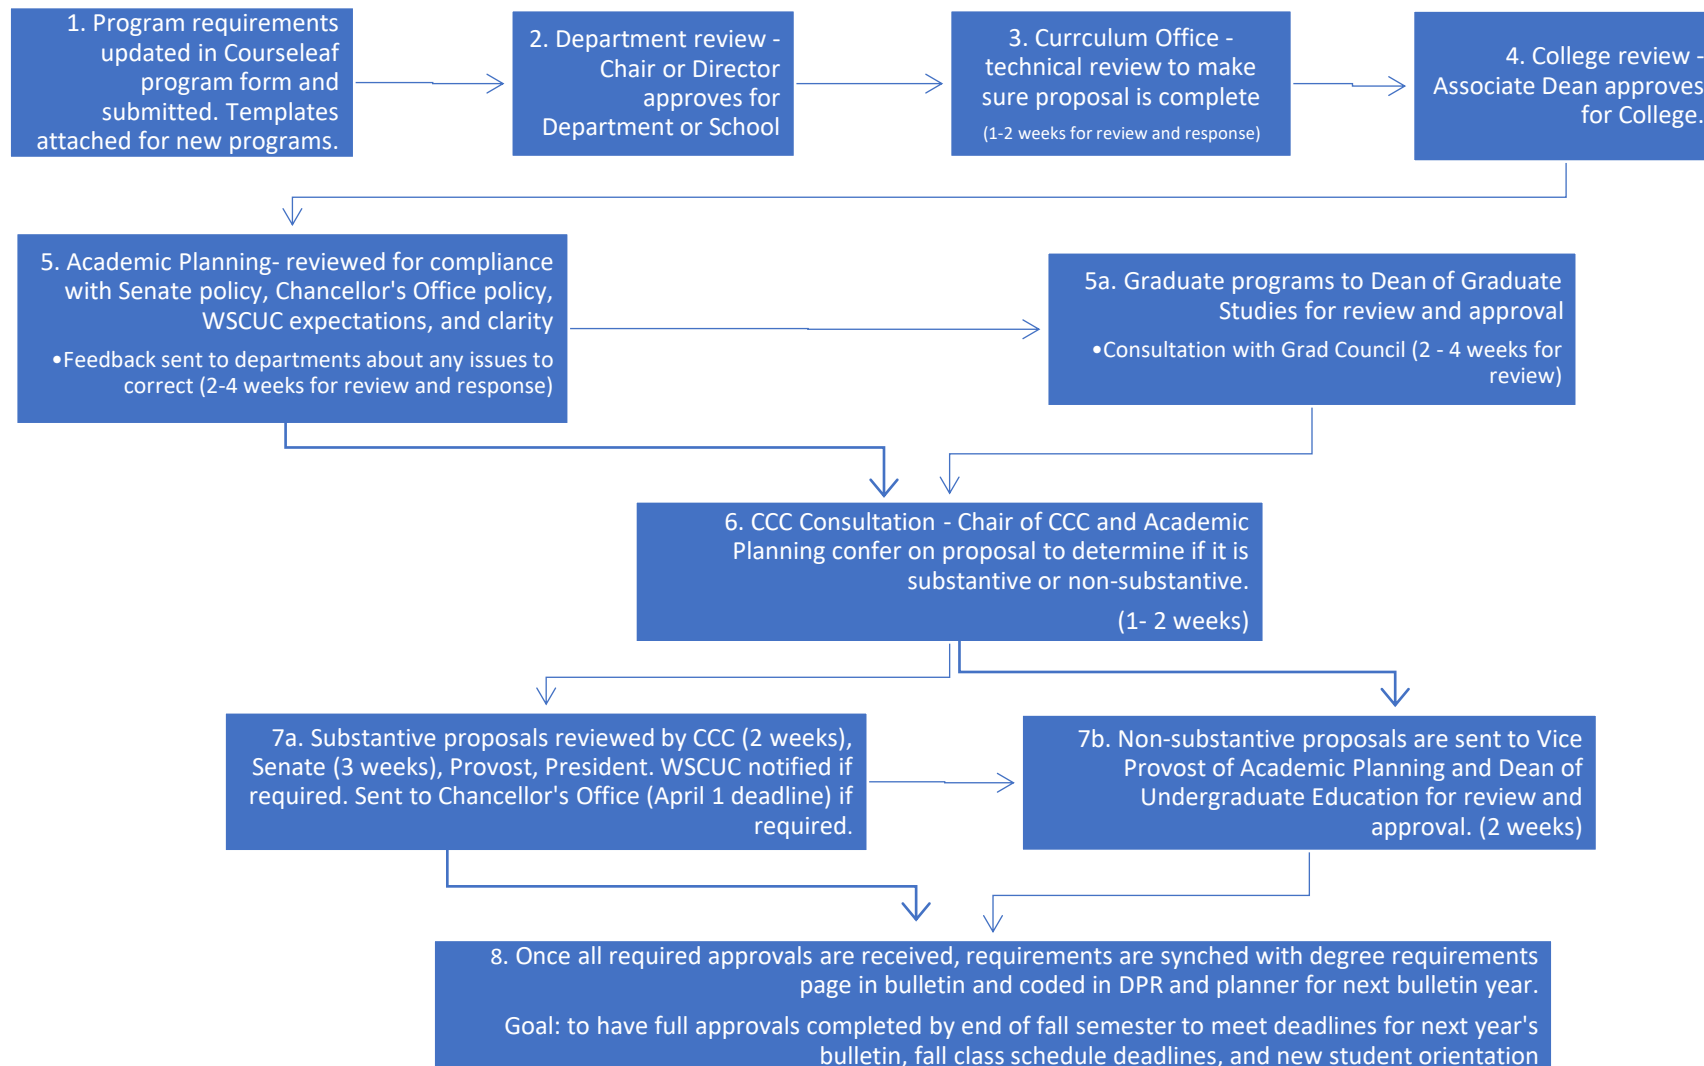 1. Program requirements
updated in Courseleaf
program form and
submitted. Templates
attached for new programs.
2. Department review -
Chair or Director
approves for
Department or School
3. Currculum Office -
technical review to make
sure proposal is complete
(1-2 weeks for review and response)
4. College review -
Associate Dean approves
for College.
5. Academic Planning- reviewed for compliance
with Senate policy, Chancellor's Office policy,
WSCUC expectations, and clarity
•Feedback sent to departments about any issues to
correct (2-4 weeks for review and response)
5a. Graduate programs to Dean of Graduate
Studies for review and approval
•Consultation with Grad Council (2 - 4 weeks for
review)
6. CCC Consultation - Chair of CCC and Academic
Planning confer on proposal to determine if it is
substantive or non-substantive.
(1- 2 weeks)
7a. Substantive proposals reviewed by CCC (2 weeks),
Senate (3 weeks), Provost, President. WSCUC notified if
required. Sent to Chancellor's Office (April 1 deadline) if
required.
7b. Non-substantive proposals are sent to Vice
Provost of Academic Planning and Dean of
Undergraduate Education for review and
approval. (2 weeks)
8. Once all required approvals are received, requirements are synched with degree requirements
page in bulletin and coded in DPR and planner for next bulletin year.
Goal: to have full approvals completed by end of fall semester to meet deadlines for next year's
bulletin, fall class schedule deadlines, and new student orientation